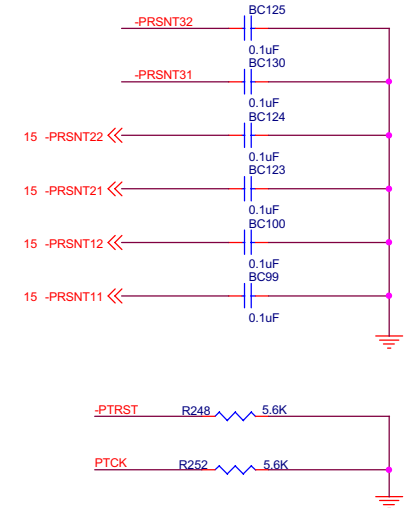 BC125
-PRSNT32
0.1uF
BC130
-PRSNT31
0.1uF
BC124
15 -PRSNT22
0.1uF
BC123
15 -PRSNT21
0.1uF
BC100
15 -PRSNT12
0.1uF
BC99
15 -PRSNT11
0.1uF
-PTRST R248 5.6K
PTCK R252 5.6K